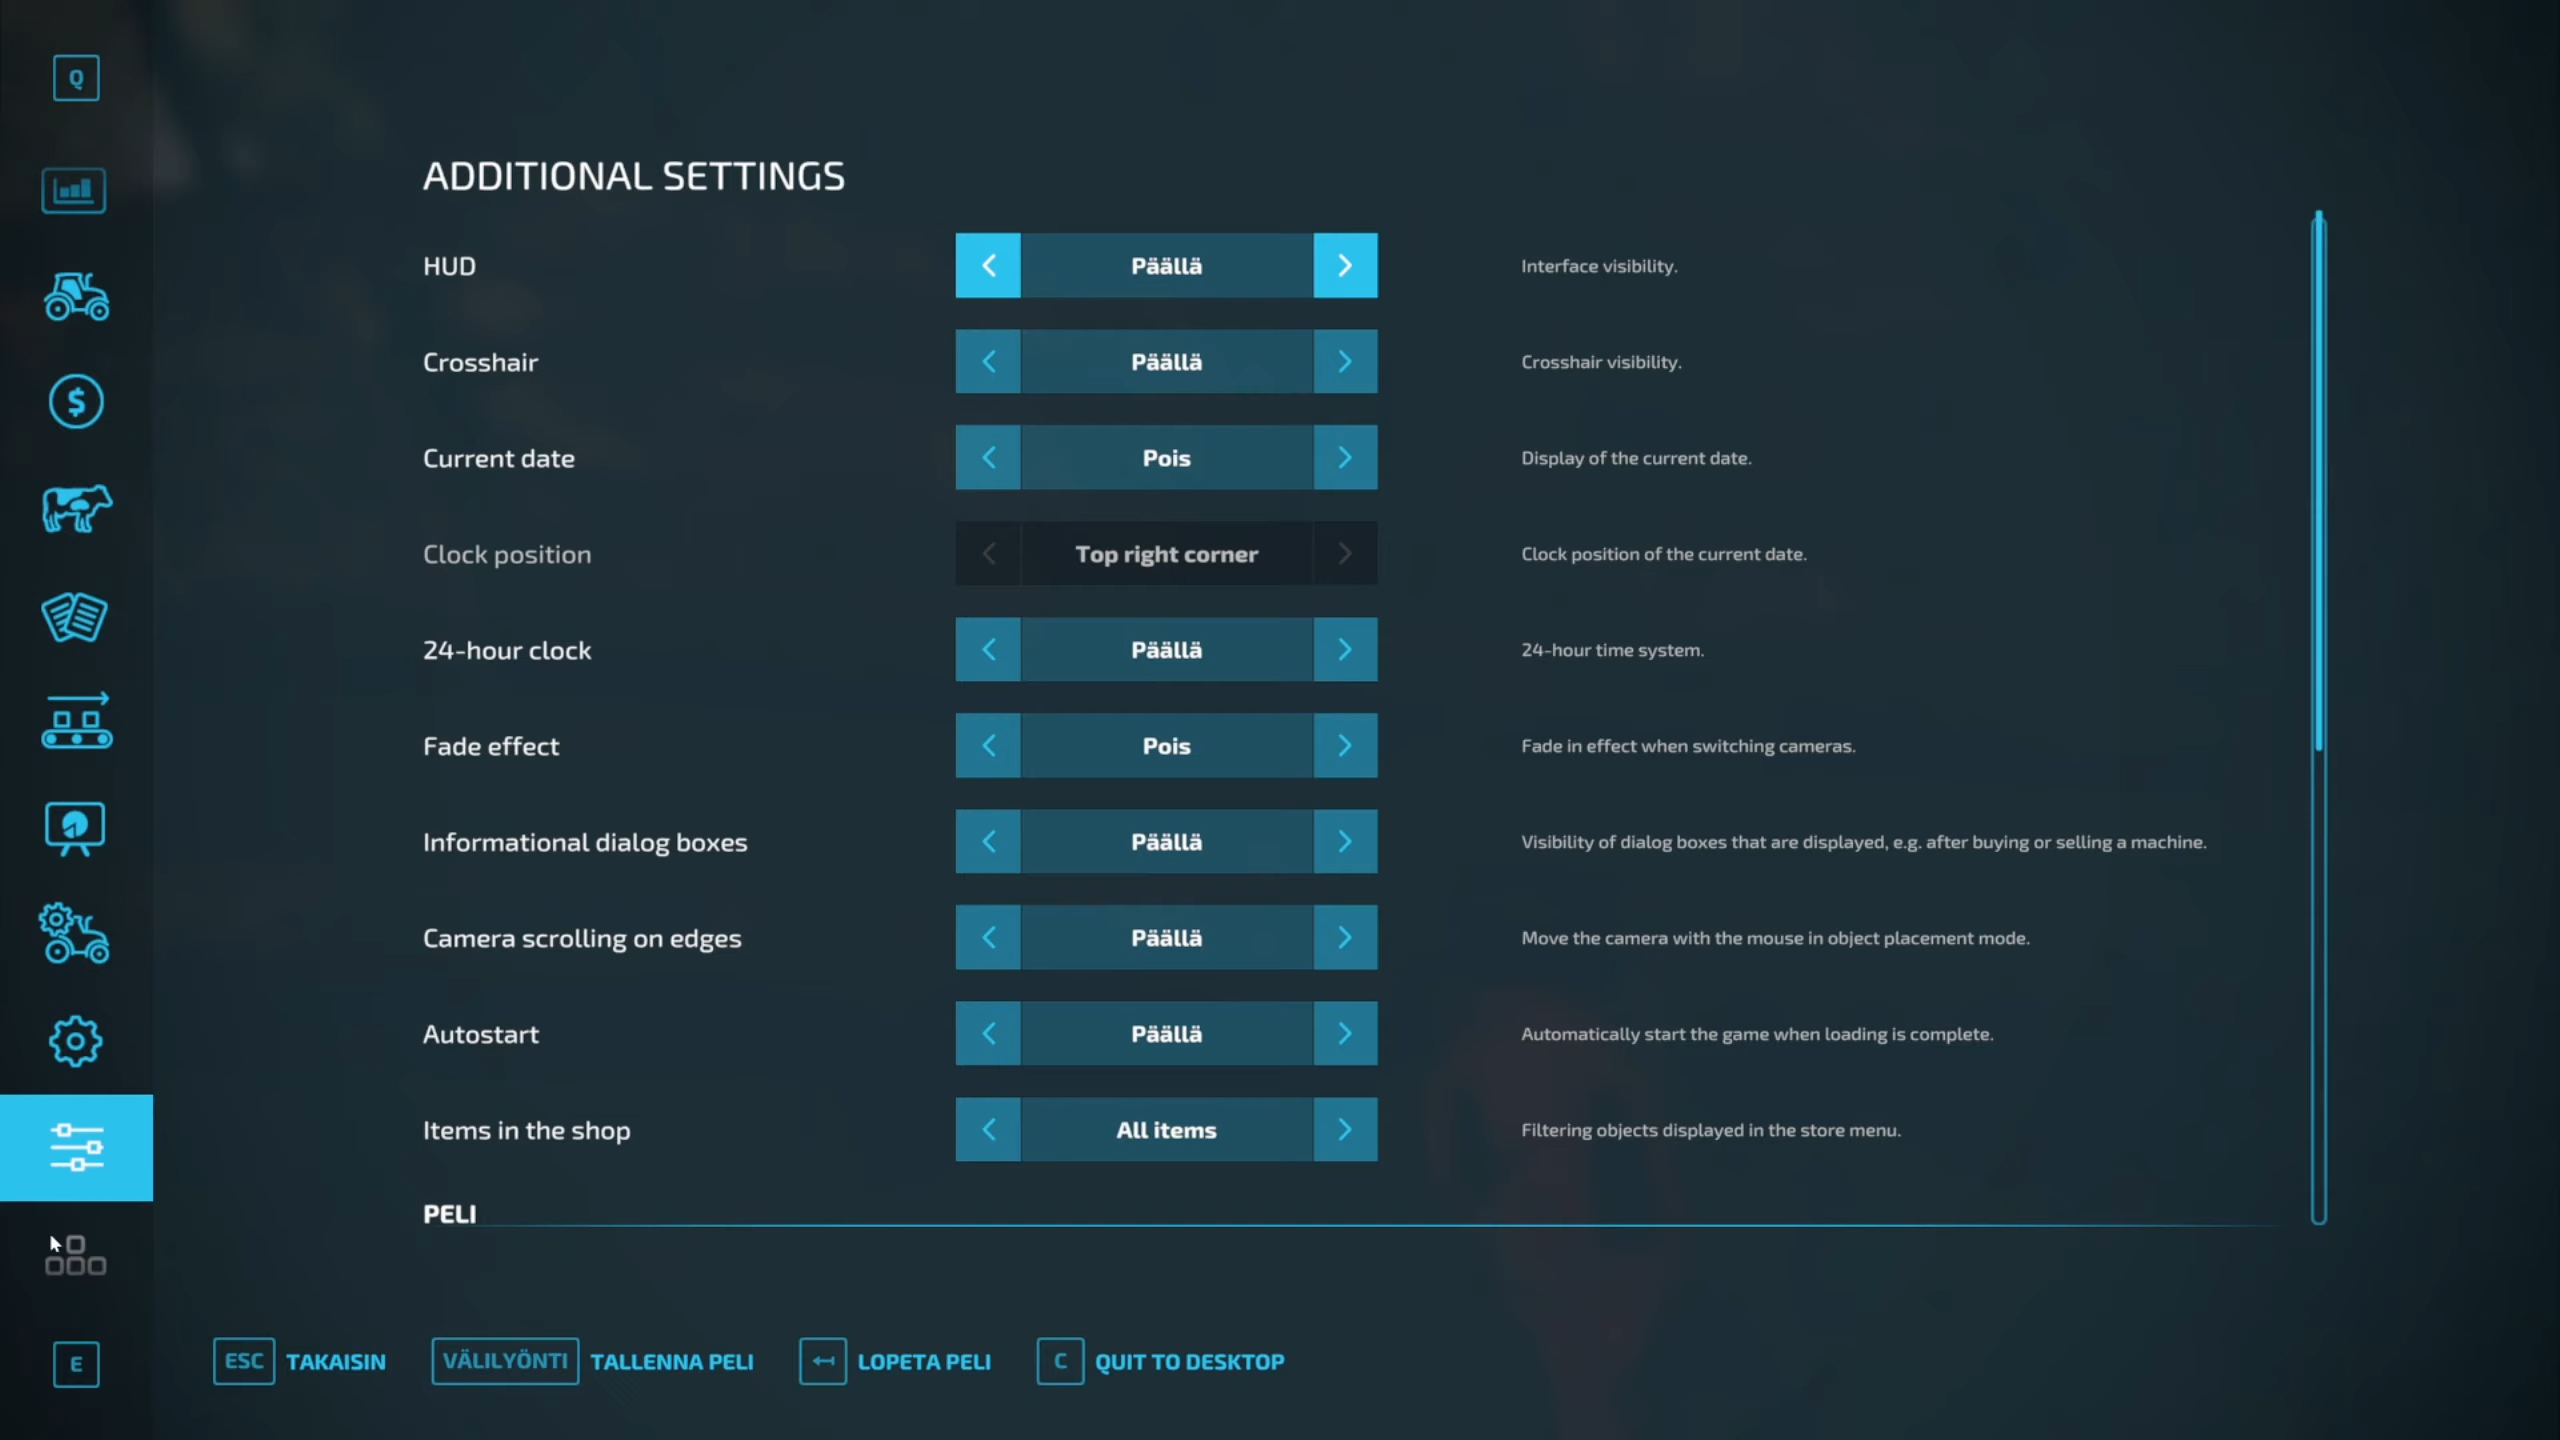 Q
ADDITIONAL SETTINGS
HUD Päällä Interface visibility.
Crosshair Päällä Crosshair visibility.
Current date Pois Display of the current date.
Clock position Top right corner Clock position of the current date.
24-hour clock Päällä 24-hour time system.
Fade effect Pois Fade in effect when switching cameras.
Informational dialog boxes Päällä Visibility of dialog boxes that are displayed, e.g. after buying or selling a machine.
Camera scrolling on edges Päällä Move the camera with the mouse in object placement mode.
Autostart Päällä Automatically start the game when loading is complete.
Items in the shop All items Filtering objects displayed in the store menu.
PELI
E ESC TAKAISIN VÄLILYÖNTI TALLENNA PELI LOPETA PELI C QUIT TO DESKTOP